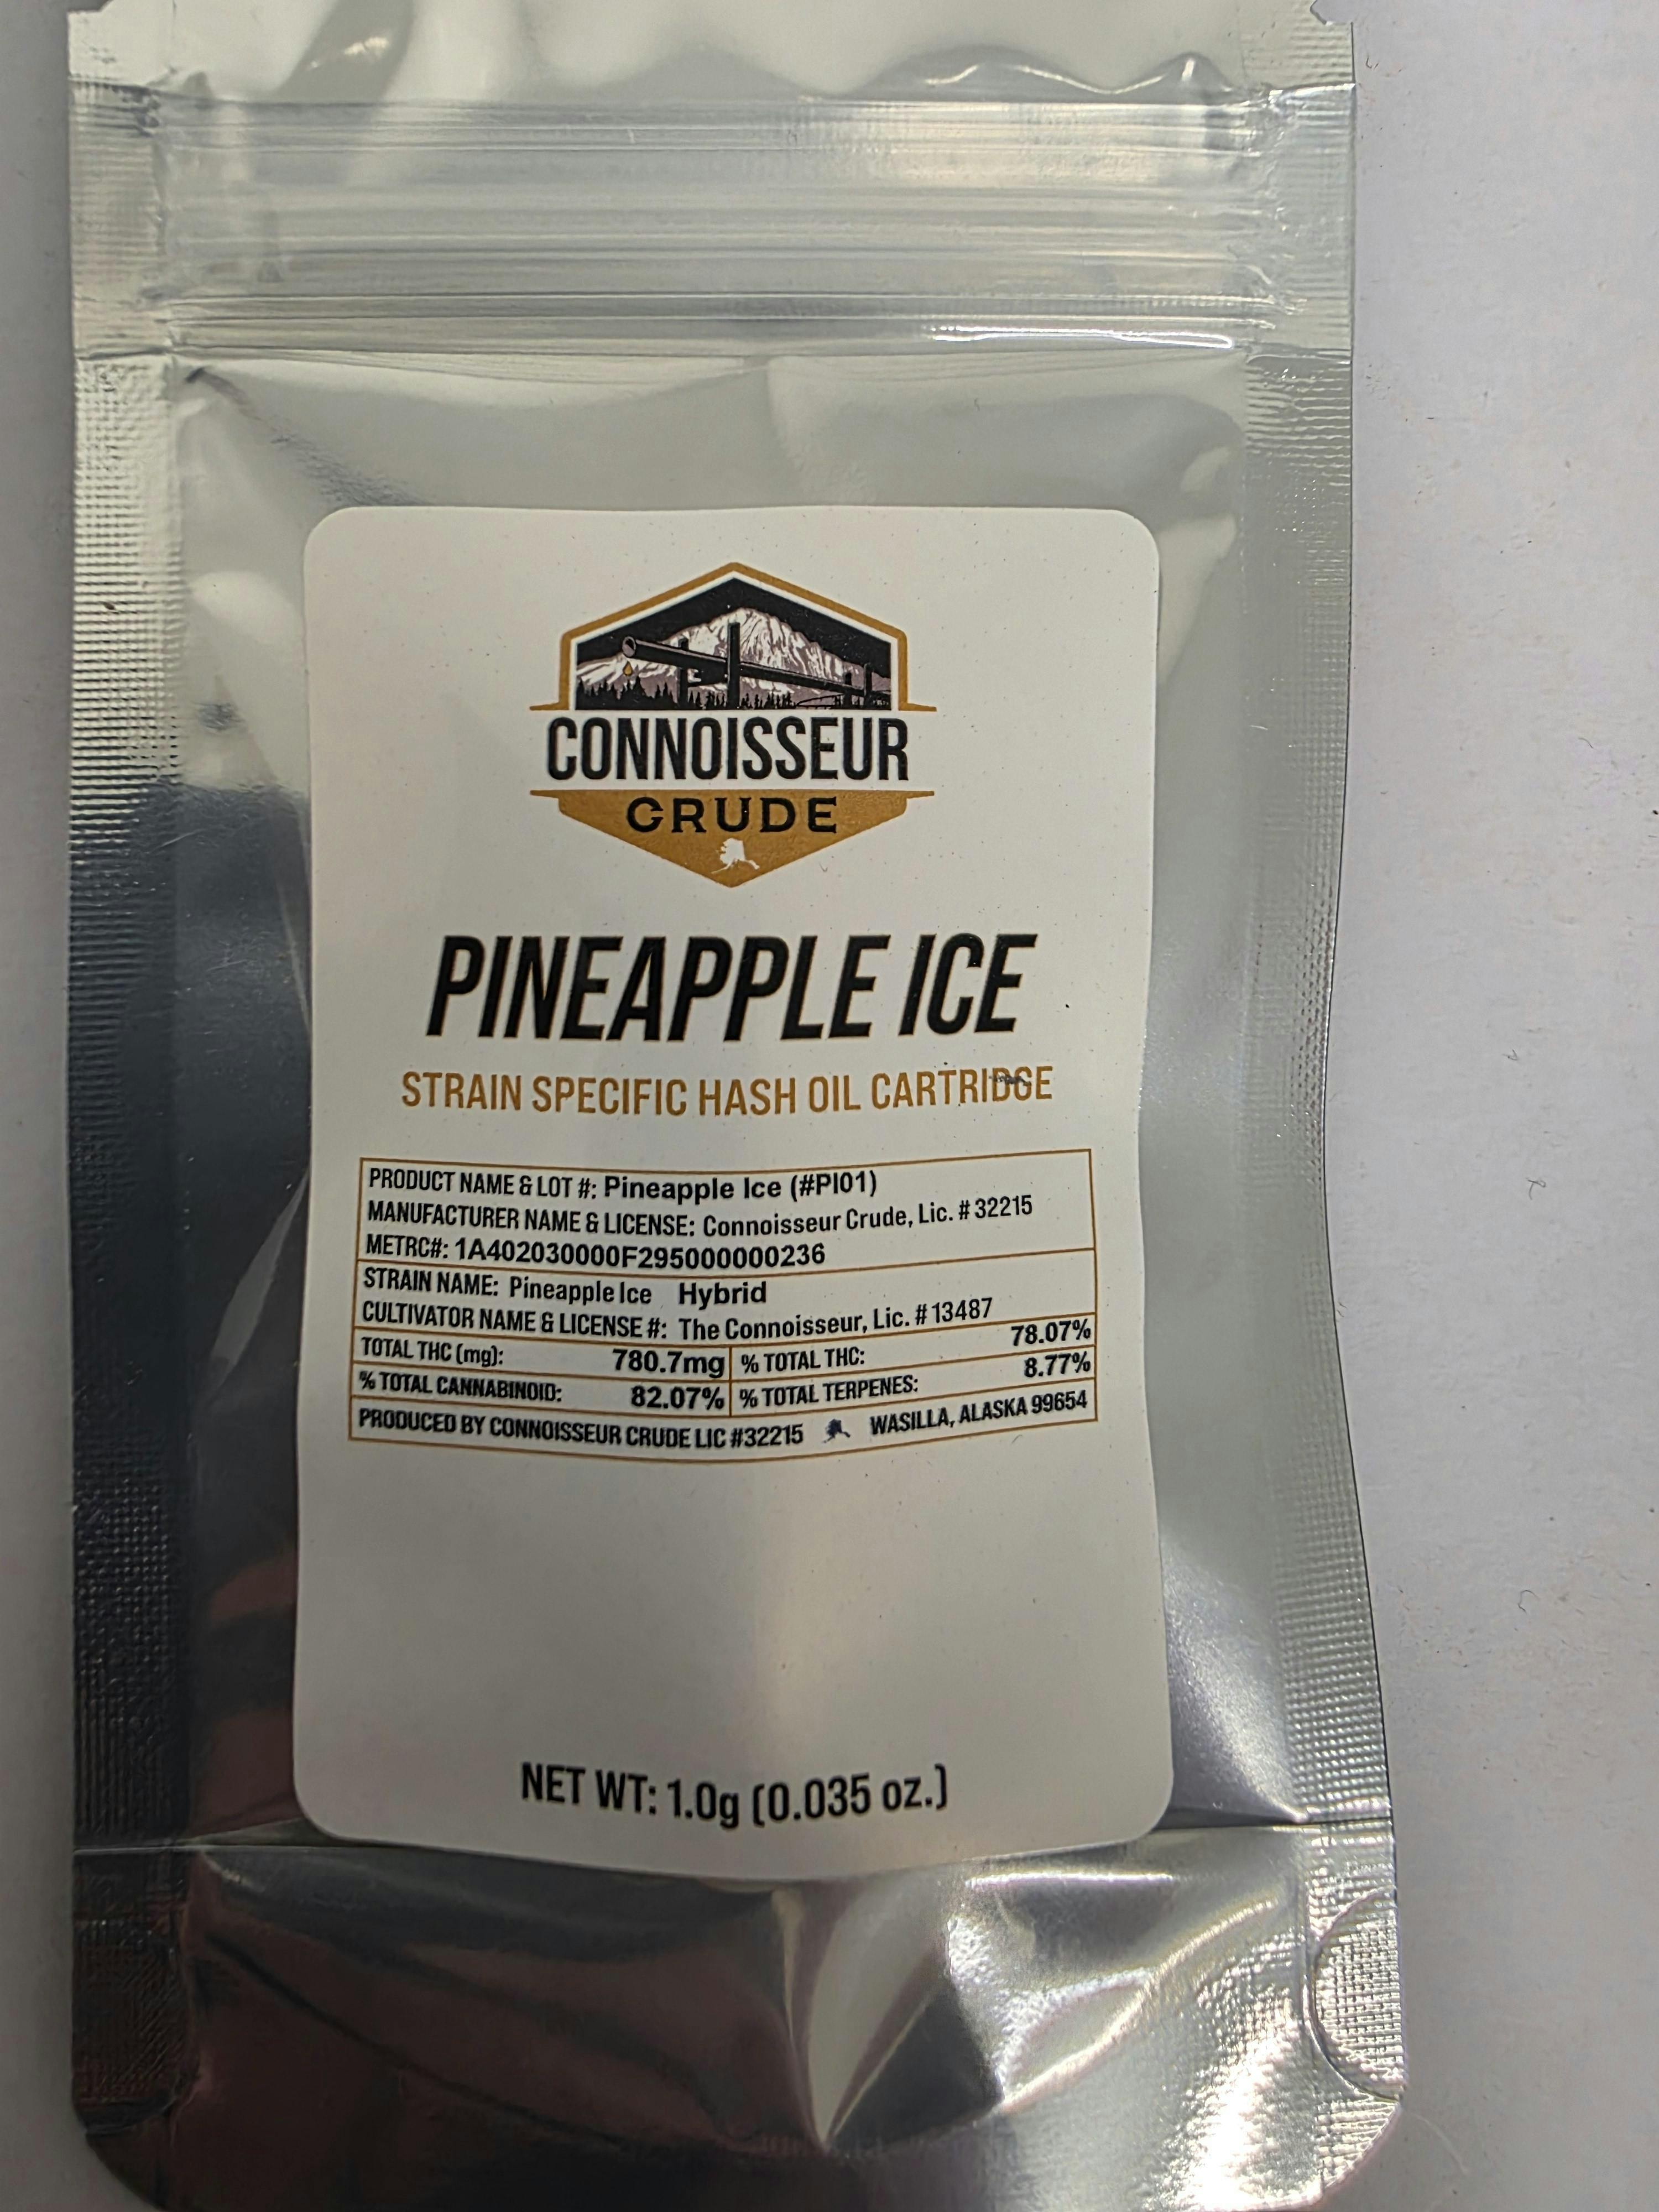 CONNOISSEUR
CRUDE
PINEAPPLE ICE
STRAIN SPECIFIC HASH OIL CARTRIDGE
PRODUCT NAME & LOT #: Pineapple Ice (#PI01)
MANUFACTURER NAME & LICENSE: Connoisseur Crude, Lic. # 32215
METRC#: 1A402030000F295000000236
STRAIN NAME: Pineapple Ice Hybrid
CULTIVATOR NAME & LICENSE #: The Connoisseur, Lic. # 13487
TOTAL THC (mg): 780.7mg % TOTAL THC: 78.07%
% TOTAL CANNABINOID: 82.07% % TOTAL TERPENES: 8.77%
PRODUCED BY CONNOISSEUR CRUDE LIC #32215 WASILLA, ALASKA 99654
NET WT: 1.0g (0.035 oz.)